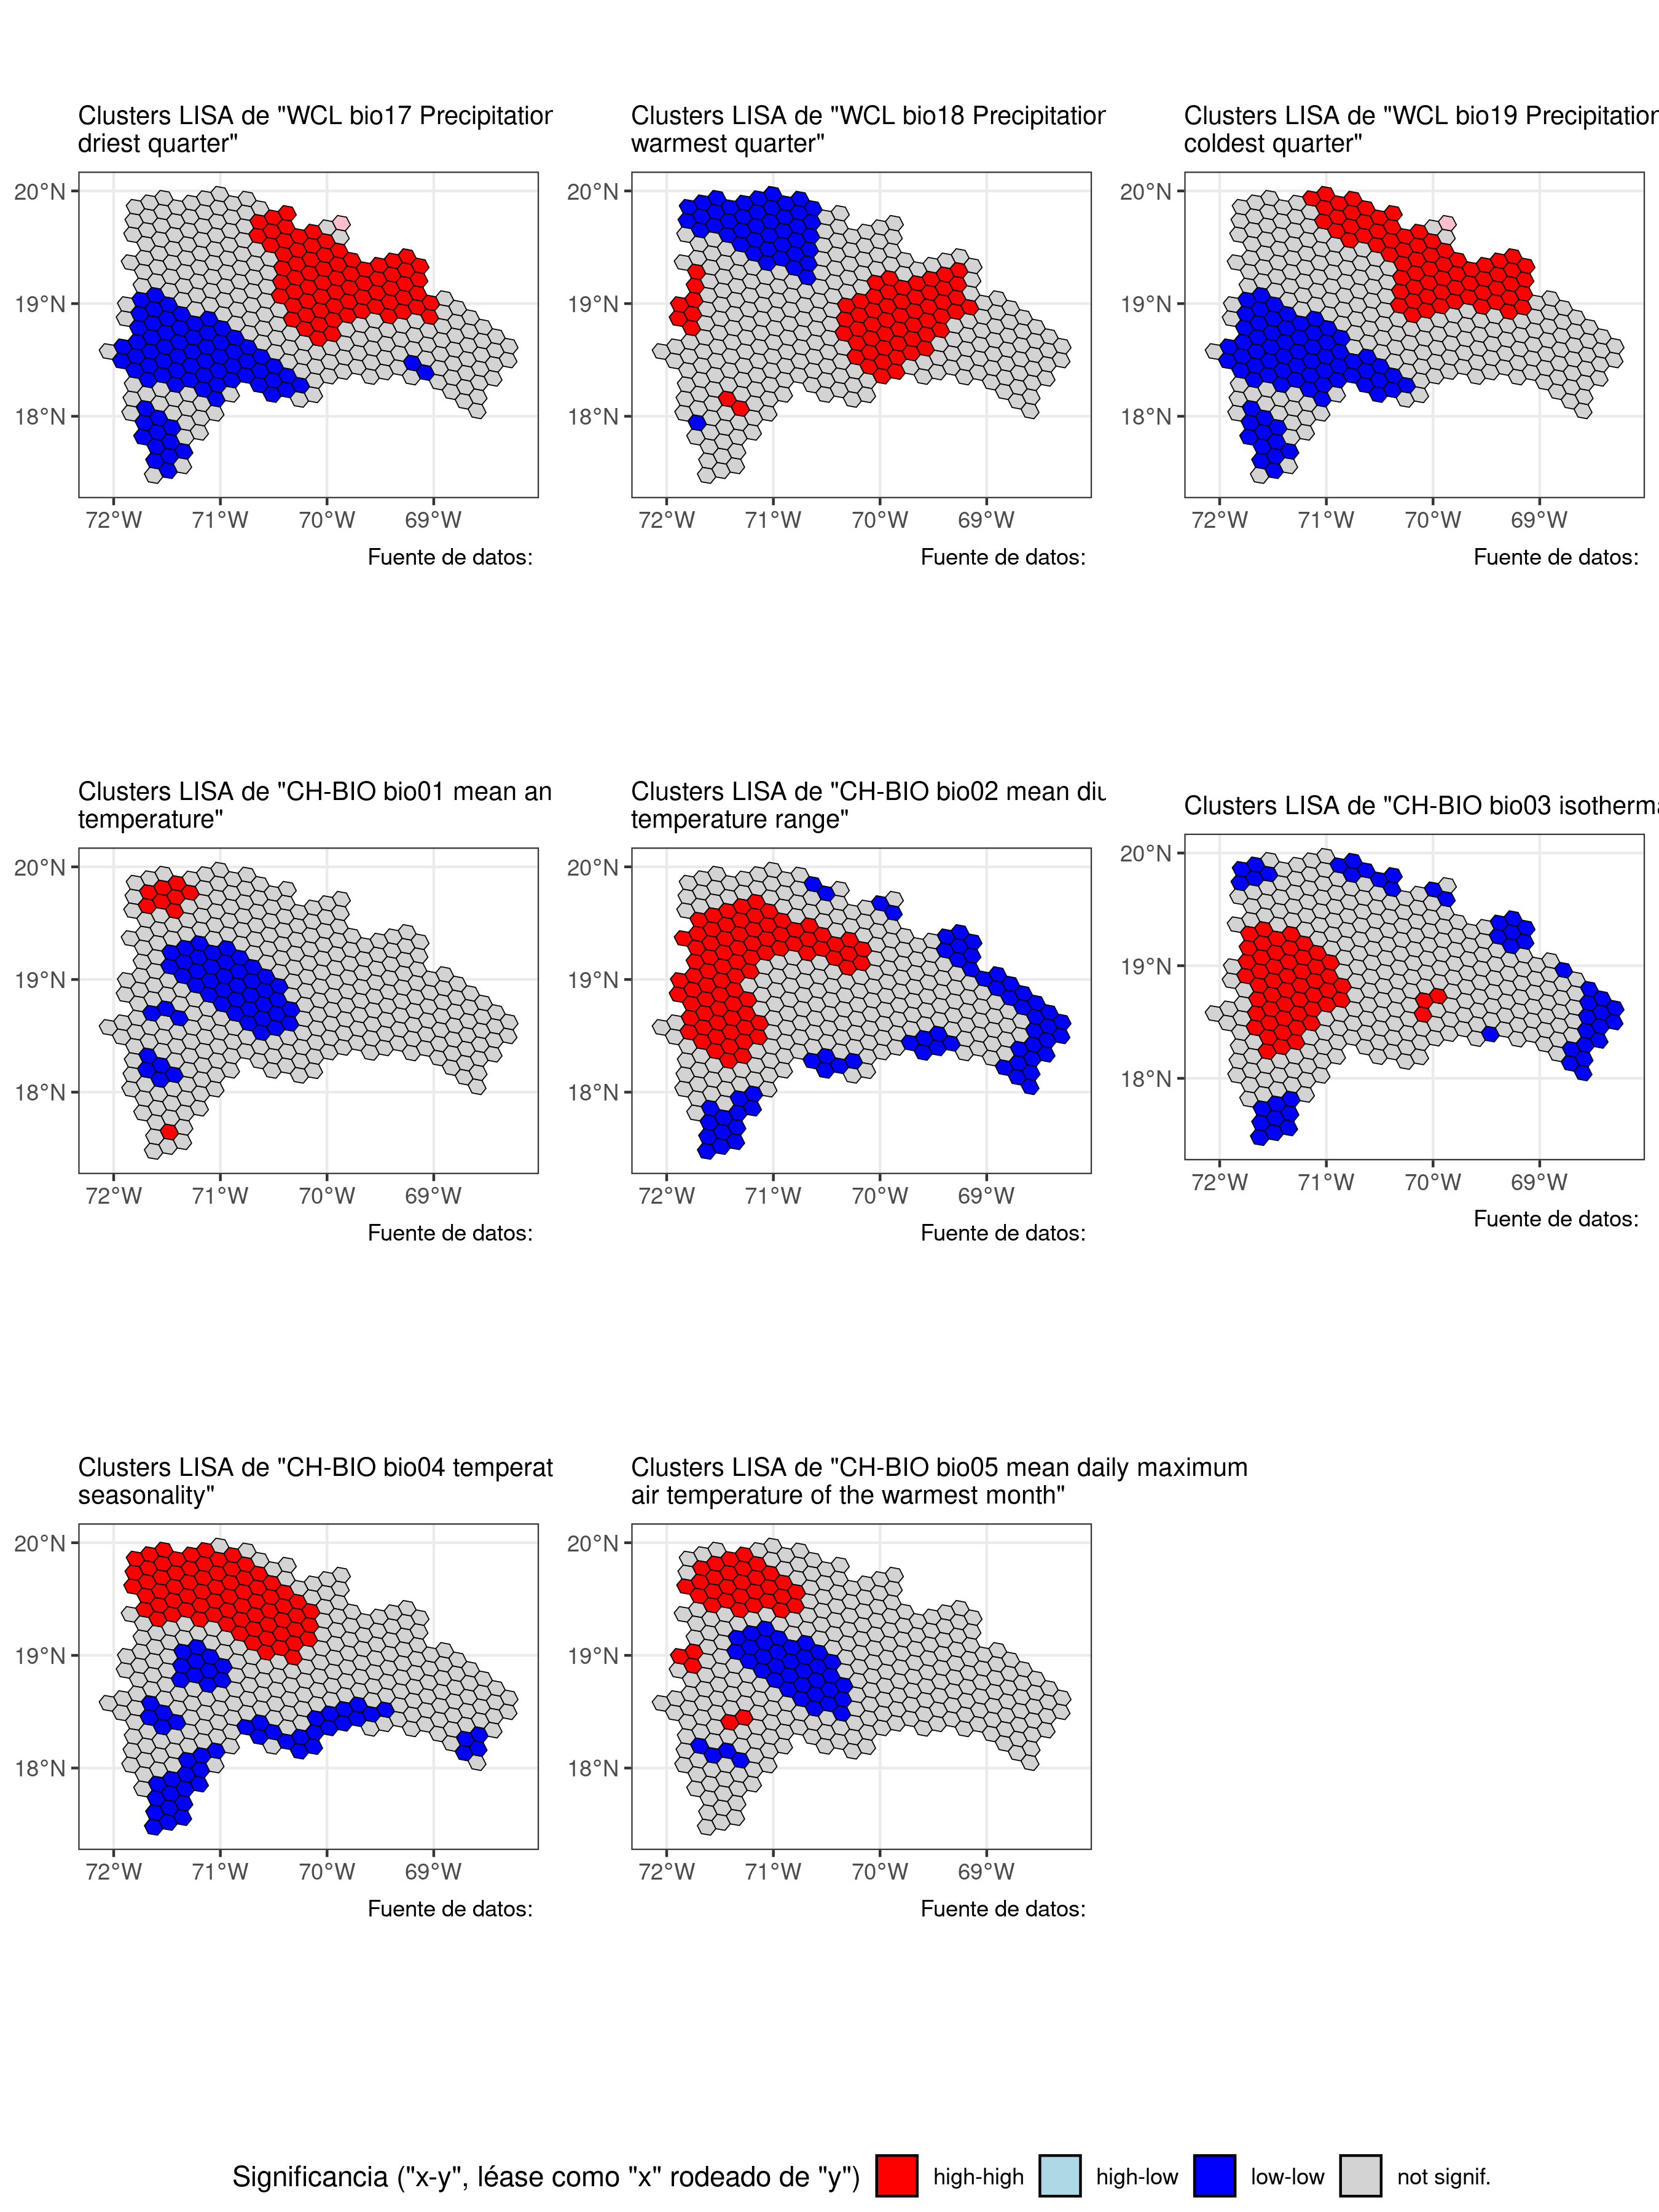 Clusters LISA de "WCL bio17 Precipitation
driest quarter"
20°N
19°N
18°N
72°W 71°W 70°W 69°W
Fuente de datos:
Clusters LISA de "WCL bio18 Precipitation
warmest quarter"
20°N
19°N
18°N
72°W 71°W 70°W 69°W
Fuente de datos:
Clusters LISA de "WCL bio19 Precipitation
coldest quarter"
20°N
19°N
18°N
72°W 71°W 70°W 69°W
Fuente de datos:
Clusters LISA de "CH-BIO bio01 mean an
temperature"
20°N
19°N
18°N
72°W 71°W 70°W 69°W
Fuente de datos:
Clusters LISA de "CH-BIO bio02 mean diu
temperature range"
20°N
19°N
18°N
72°W 71°W 70°W 69°W
Fuente de datos:
Clusters LISA de "CH-BIO bio03 isotherma
20°N
19°N
18°N
72°W 71°W 70°W 69°W
Fuente de datos:
Clusters LISA de "CH-BIO bio04 temperat
seasonality"
20°N
19°N
18°N
72°W 71°W 70°W 69°W
Fuente de datos:
Clusters LISA de "CH-BIO bio05 mean daily maximum
air temperature of the warmest month"
20°N
19°N
18°N
72°W 71°W 70°W 69°W
Fuente de datos:
Significancia ("x-y", léase como "x" rodeado de "y") high-high high-low low-low not signif.